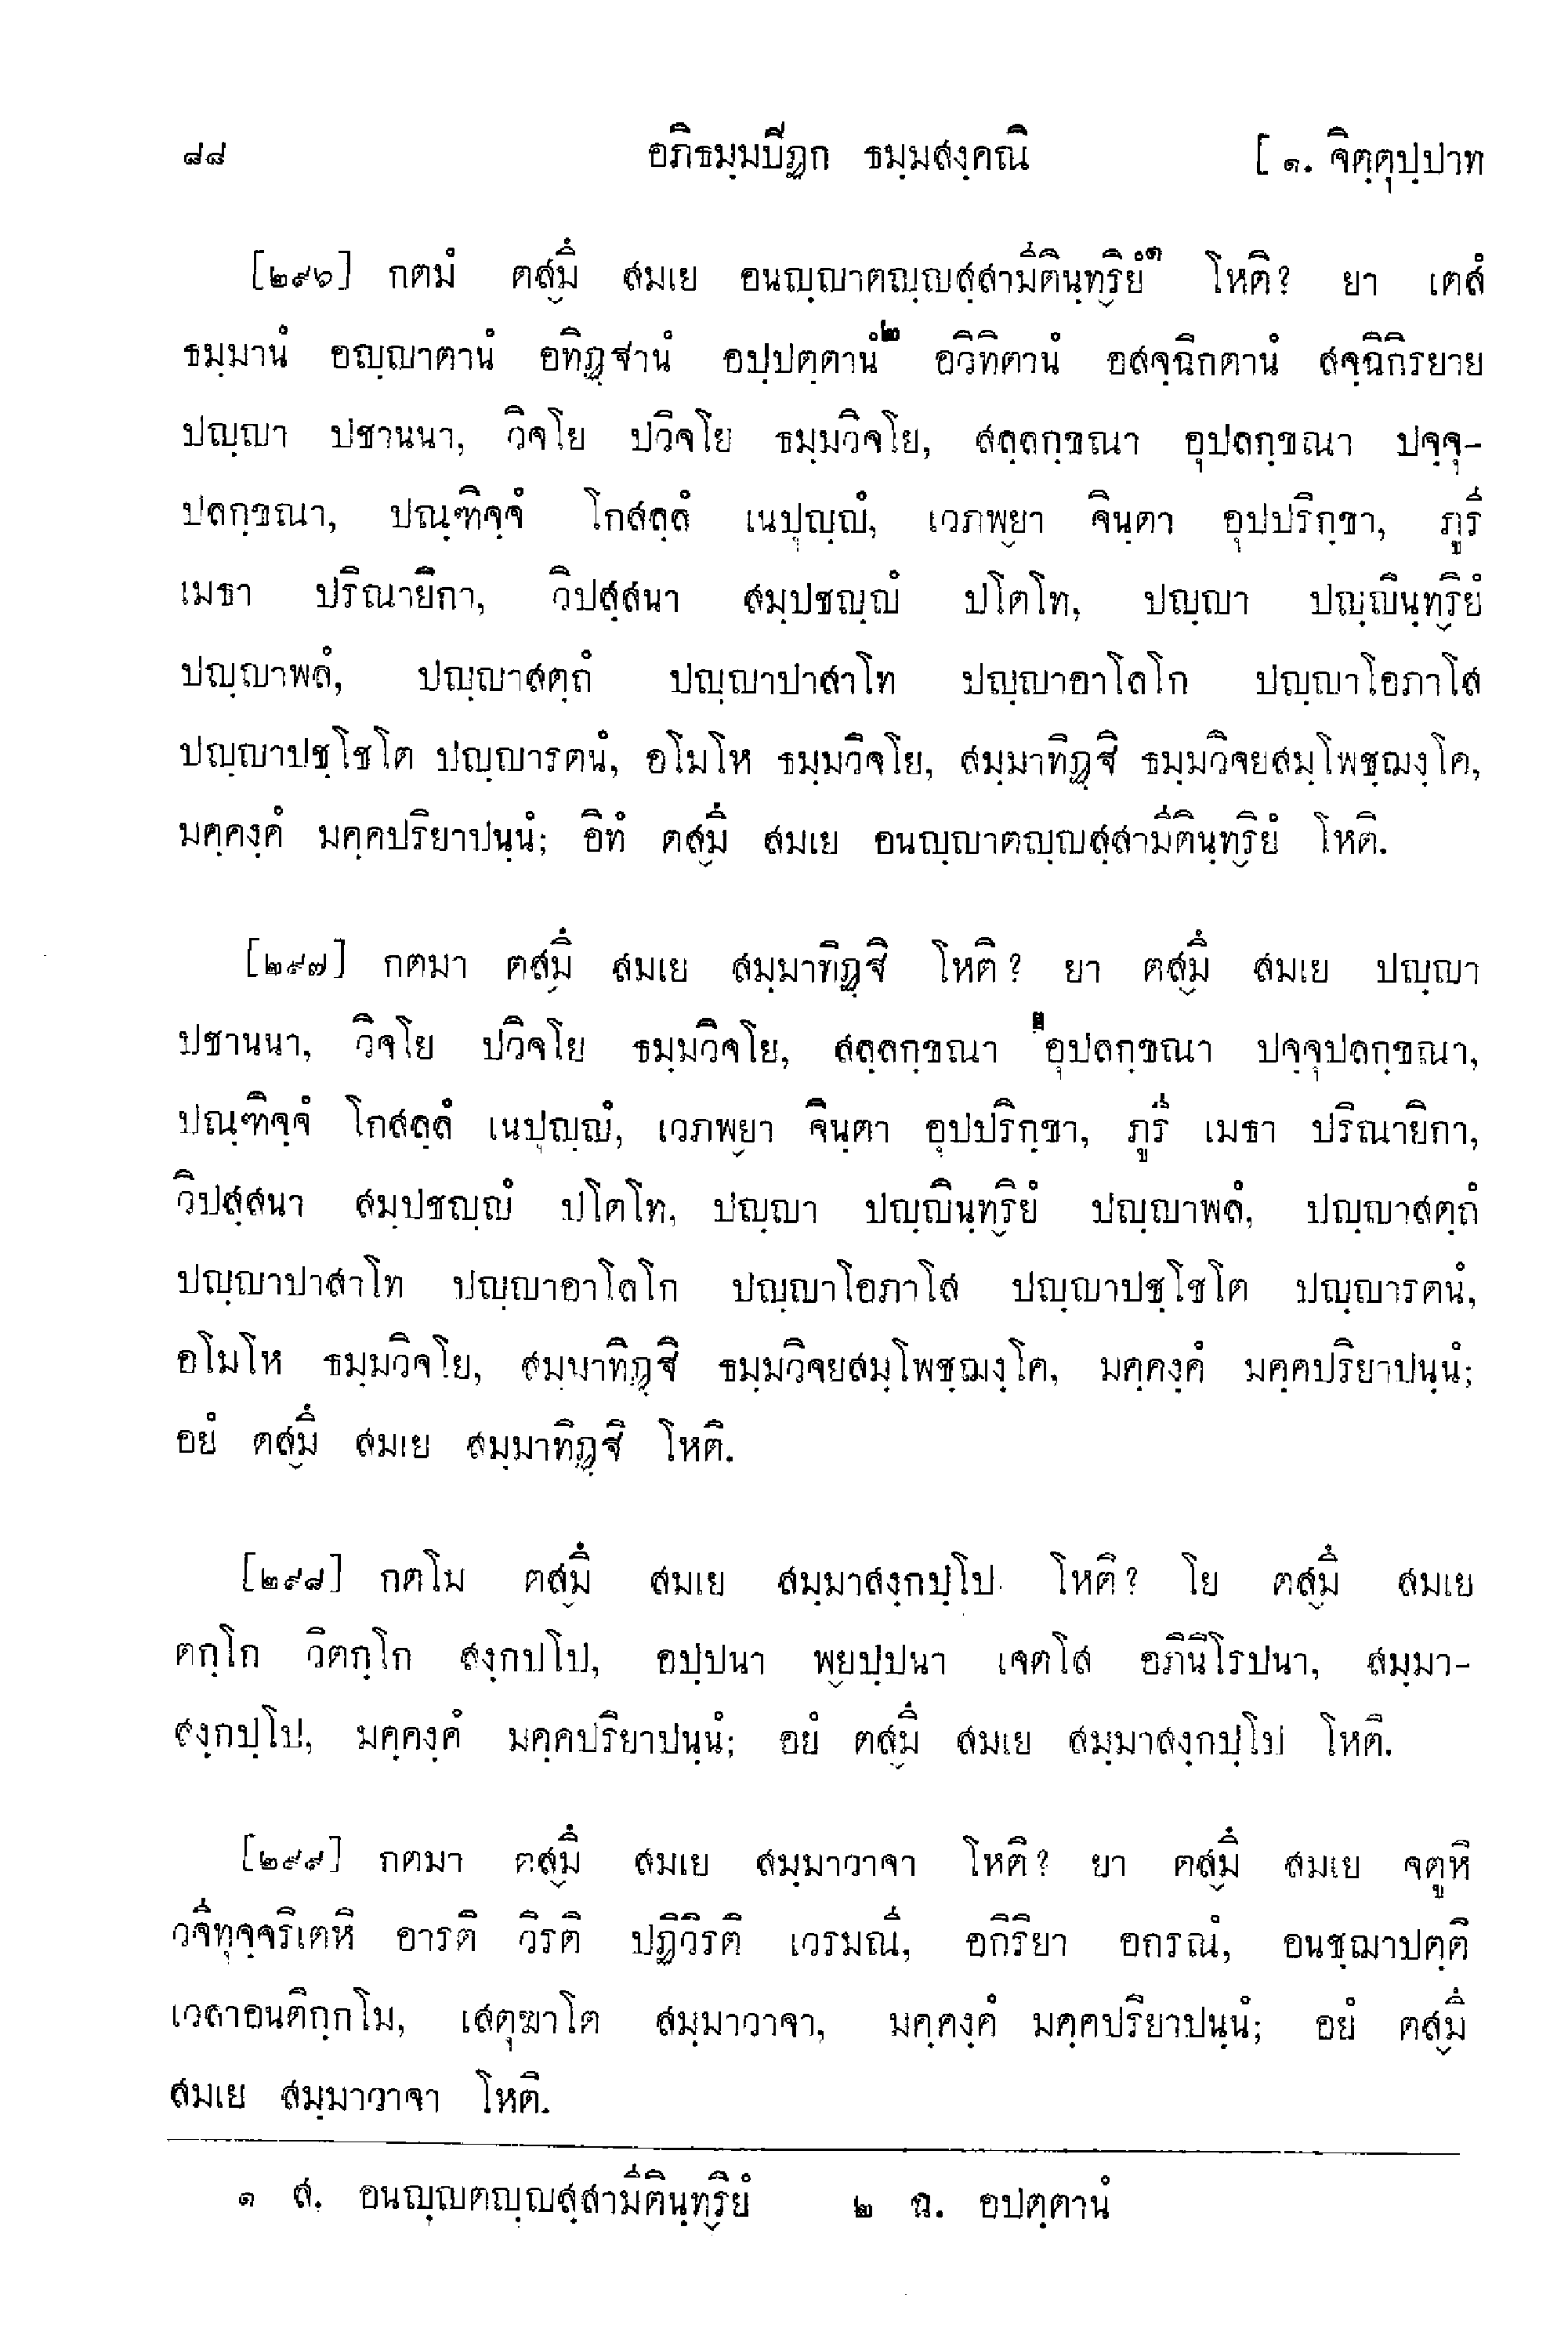 ๘๘ อภิธมฺมปิฏก ธมฺมสงฺคณิ [ ๑. จิตฺตุปฺปาท
[๒๙๖] กตมํ ตสฺมึ สมเย อนญฺญาตญฺญสฺสามีตินฺทฺริยํ๑ โหติ? ยา เตสํ
ธมฺมานํ อญฺญาตานํ อทิฏฺฐานํ อปฺปตฺตานํ๒ อวิทิตานํ อสจฺฉิกตานํ สจฺฉิกิริยาย
ปญฺญา ปชานนา, วิจโย ปวิจโย ธมฺมวิจโย, สลฺลกฺขณา อุปลกฺขณา ปจฺจุ-
ปลกฺขณา, ปณฺฑิจฺจํ โกสลฺลํ เนปุญฺญํ, เวภพฺยา จินฺตา อุปปริกฺขา, ภูรี
เมธา ปริณายิกา, วิปสฺสนา สมฺปชญฺญํ ปโตโท, ปญฺญา ปญฺญินฺทฺริยํ
ปญฺญาพลํ, ปญฺญาสตฺถํ ปญฺญาปาสาโท ปญฺญาอาโลโก ปญฺญาโอภาโส
ปญฺญาปชฺโชโต ปญฺญารตนํ, อโมโห ธมฺมวิจโย, สมฺมาทิฏฺฐิ ธมฺมวิจยสมฺโพชฺฌงฺโค,
มคฺคงฺคํ มคฺคปริยาปนฺนํ; อิทํ ตสฺมึ สมเย อนญฺญาตญฺญสฺสามีตินฺทฺริยํ โหติ.
[๒๙๗] กตมา ตสฺมึ สมเย สมฺมาทิฏฺฐิ โหติ? ยา ตสฺมึ สมเย ปญฺญา
ปชานนา, วิจโย ปวิจโย ธมฺมวิจโย, สลฺลกฺขณา อุปลกฺขณา ปจฺจุปลกฺขณา,
ปณฺฑิจฺจํ โกสลฺลํ เนปุญฺญํ, เวภพฺยา จินฺตา อุปปริกฺขา, ภูรี เมธา ปริณายิกา,
วิปสฺสนา สมฺปชญฺญํ ปโตโท, ปญฺญา ปญฺญินฺทฺริยํ ปญฺญาพลํ, ปญฺญาสตฺถํ
ปญฺญาปาสาโท ปญฺญาอาโลโก ปญฺญาโอภาโส ปญฺญาปชฺโชโต ปญฺญารตนํ,
อโมโห ธมฺมวิจโย, สมฺมาทิฏฺฐิ ธมฺมวิจยสมฺโพชฺฌงฺโค, มคฺคงฺคํ มคฺคปริยาปนฺนํ;
อยํ ตสฺมึ สมเย สมฺมาทิฏฺฐิ โหติ.
[๒๙๘] กตโม ตสฺมึ สมเย สมฺมาสงฺกปฺโป โหติ? โย ตสฺมึ สมเย
ตกฺโก วิตกฺโก สงฺกปโป, อปฺปนา พฺยปฺปนา เจตโส อภินิโรปนา, สมฺมา-
สงฺกปฺโป, มคฺคงฺคํ มคฺคปริยาปนฺนํ; อยํ ตสฺมึ สมเย สมฺมาสงฺกปฺโป โหติ.
[๒๙๙] กตมา ตสฺมึ สมเย สมฺมาวาจา โหติ? ยา ตสฺมึ สมเย จตูหิ
วจีทุจฺจริเตหิ อารติ วิรติ ปฏิวิรติ เวรมณี, อกิริยา อกรณํ, อนชฺฌาปตฺติ
เวลาอนติกฺกโม, เสตุฆาโต สมฺมาวาจา, มคฺคงฺคํ มคฺคปริยาปนฺนํ; อยํ ตสฺมึ
สมเย สมฺมาวาจา โหติ.
๑ ส. อนญฺญตญฺญสฺสามีตินฺทฺริยํ ๒ ฉ. อปตฺตานํ